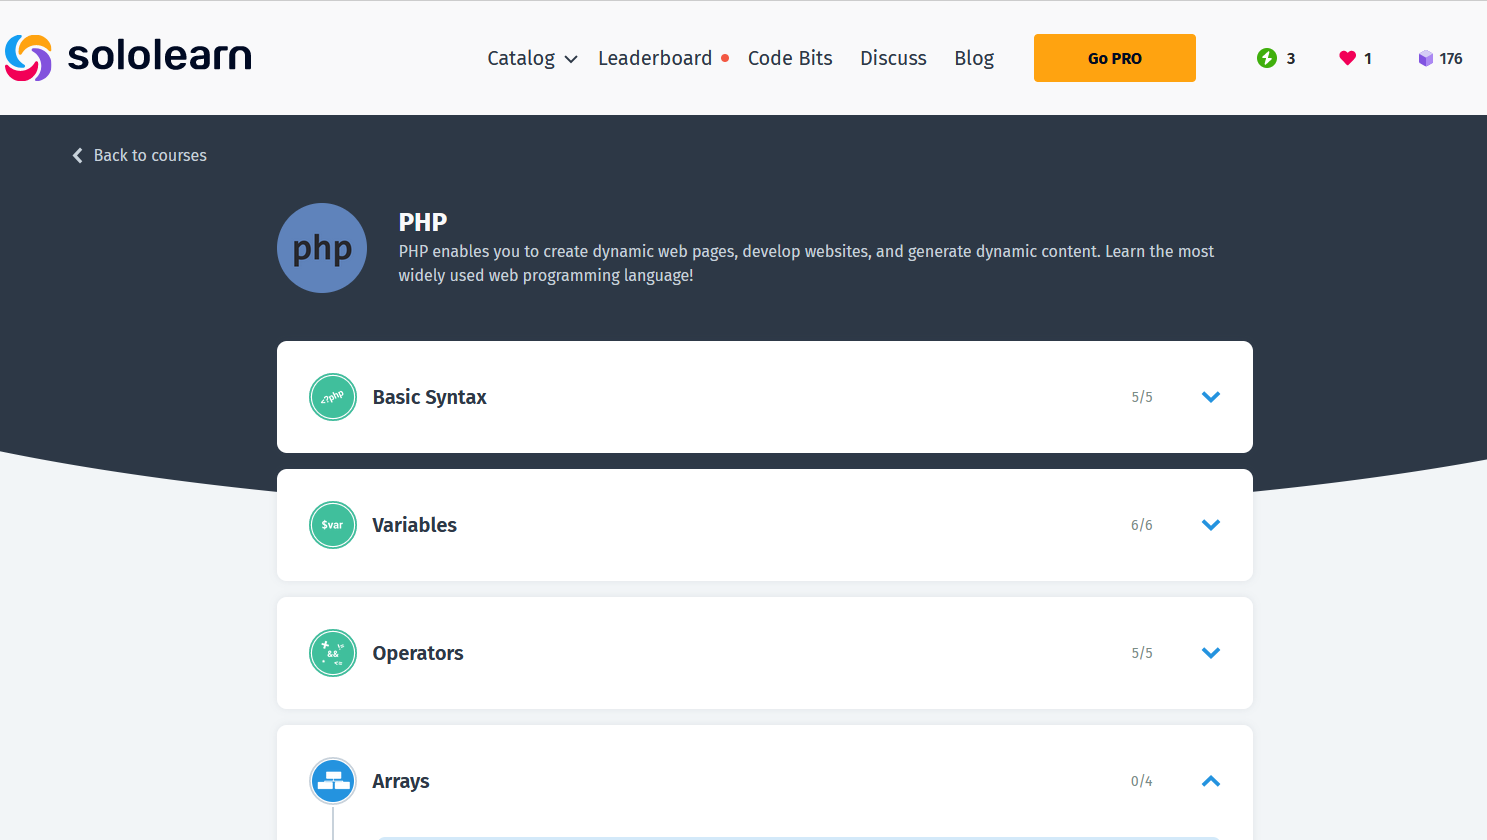 sololearn
Catalog Leaderboard Code Bits Discuss Blog Go PRO 3 1 176
Back to courses
php
PHP
PHP enables you to create dynamic web pages, develop websites, and generate dynamic content. Learn the most
widely used web programming language!
<?php Basic Syntax 5/5
$var Variables 6/6
&& Operators 5/5
Arrays 0/4